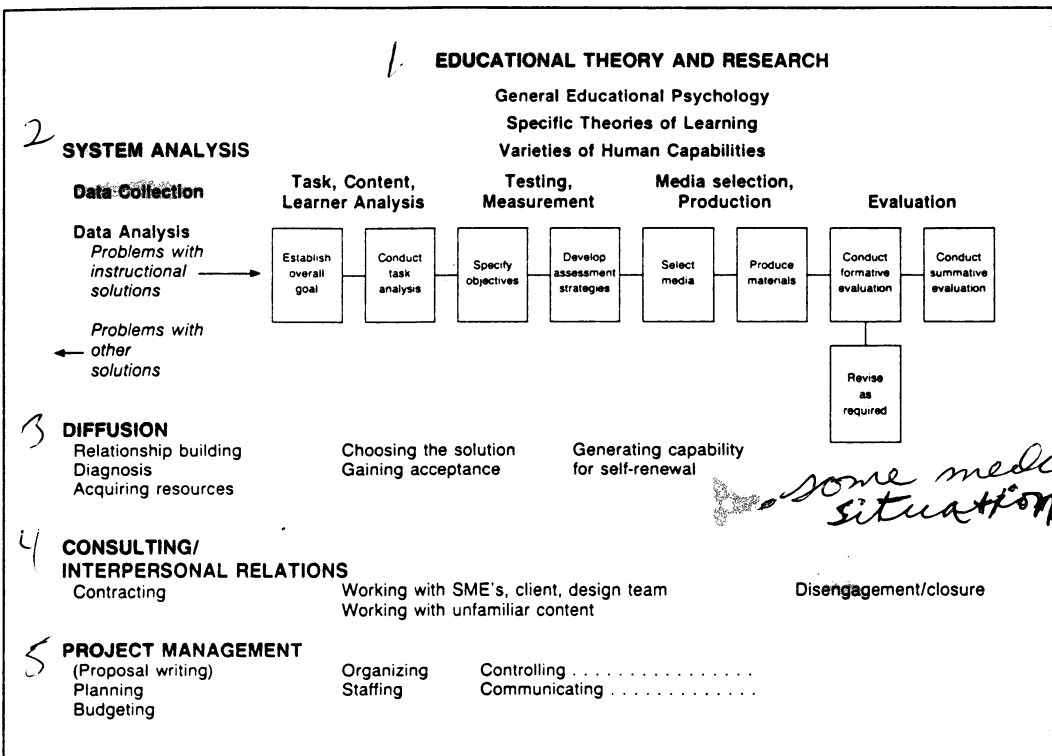 1. EDUCATIONAL THEORY AND RESEARCH
General Educational Psychology
Specific Theories of Learning
Varieties of Human Capabilities
2 SYSTEM ANALYSIS
Data Collection
Data Analysis
Problems with
instructional
solutions
Problems with
other
solutions
Task, Content,
Learner Analysis
Testing,
Measurement
Media selection,
Production
Evaluation
Establish
overall
goal
Conduct
task
analysis
Specify
objectives
Develop
assessment
strategies
Select
media
Produce
materials
Conduct
formative
evaluation
Conduct
summative
evaluation
Revise
as
required
3 DIFFUSION
Relationship building
Diagnosis
Acquiring resources
Choosing the solution
Gaining acceptance
Generating capability
for self-renewal
some
situation
4 CONSULTING/
INTERPERSONAL RELATIONS
Contracting
Working with SME's, client, design team
Working with unfamiliar content
Disengagement/closure
5 PROJECT MANAGEMENT
(Proposal writing)
Planning
Budgeting
Organizing
Staffing
Controlling . . . . . . . . . . . . . . . .
Communicating . . . . . . . . . . . . .